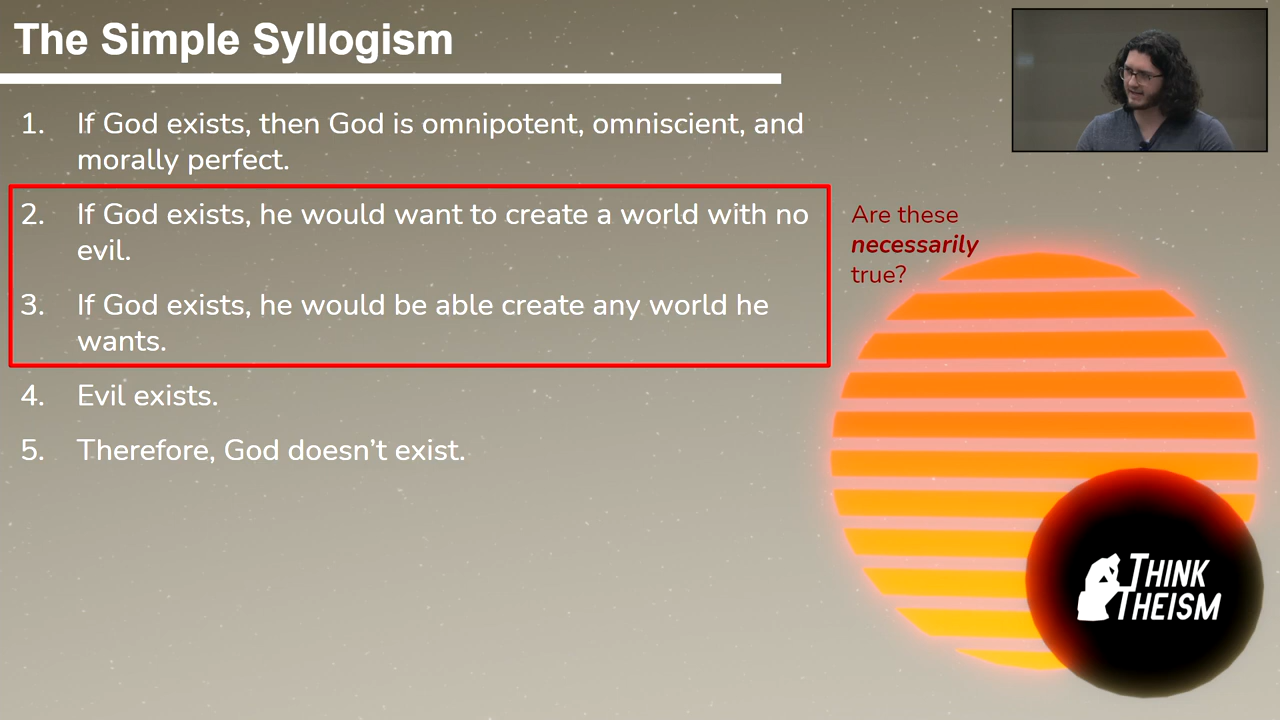 The Simple Syllogism
1. If God exists, then God is omnipotent, omniscient, and
morally perfect.
2. If God exists, he would want to create a world with no
evil.
3. If God exists, he would be able create any world he
wants.
4. Evil exists.
5. Therefore, God doesn’t exist.
Are these
necessarily
true?
THINK
THEISM